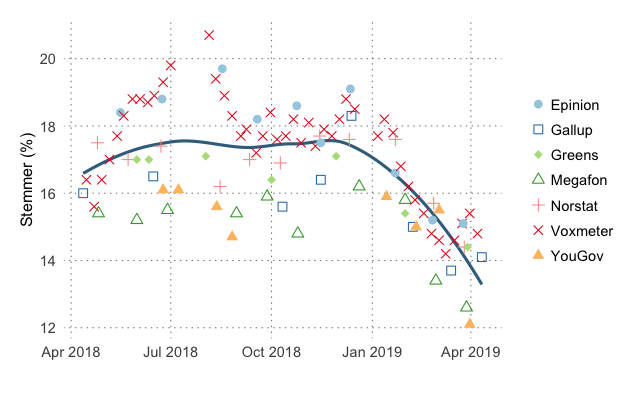 Stemmer (%)
20
18
16
14
12
Apr 2018
Jul 2018
Oct 2018
Jan 2019
Apr 2019
Epinion
Gallup
Greens
Megafon
Norstat
Voxmeter
YouGov